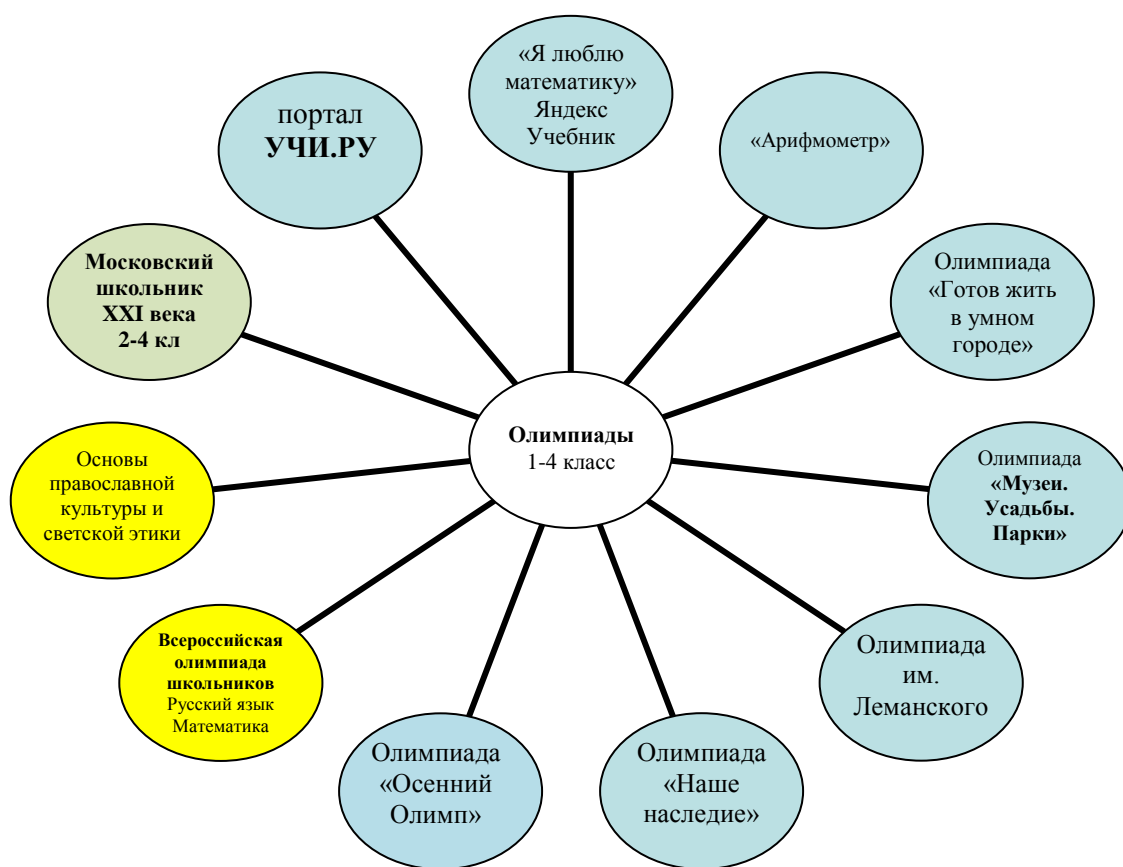 «Я люблю
математику»
Яндекс
Учебник
«Арифмометр»
Олимпиада
«Готов жить
в умном
городе»
Олимпиада
«Музеи.
Усадьбы.
Парки»
Олимпиада
им.
Леманского
Олимпиада
«Наше
наследие»
Олимпиада
«Осенний
Олимп»
Всероссийская
олимпиада
школьников
Русский язык
Математика
Основы
православной
культуры и
светской этики
Московский
школьник
XXI века
2-4 кл
портал
УЧИ.РУ
Олимпиады
1-4 класс